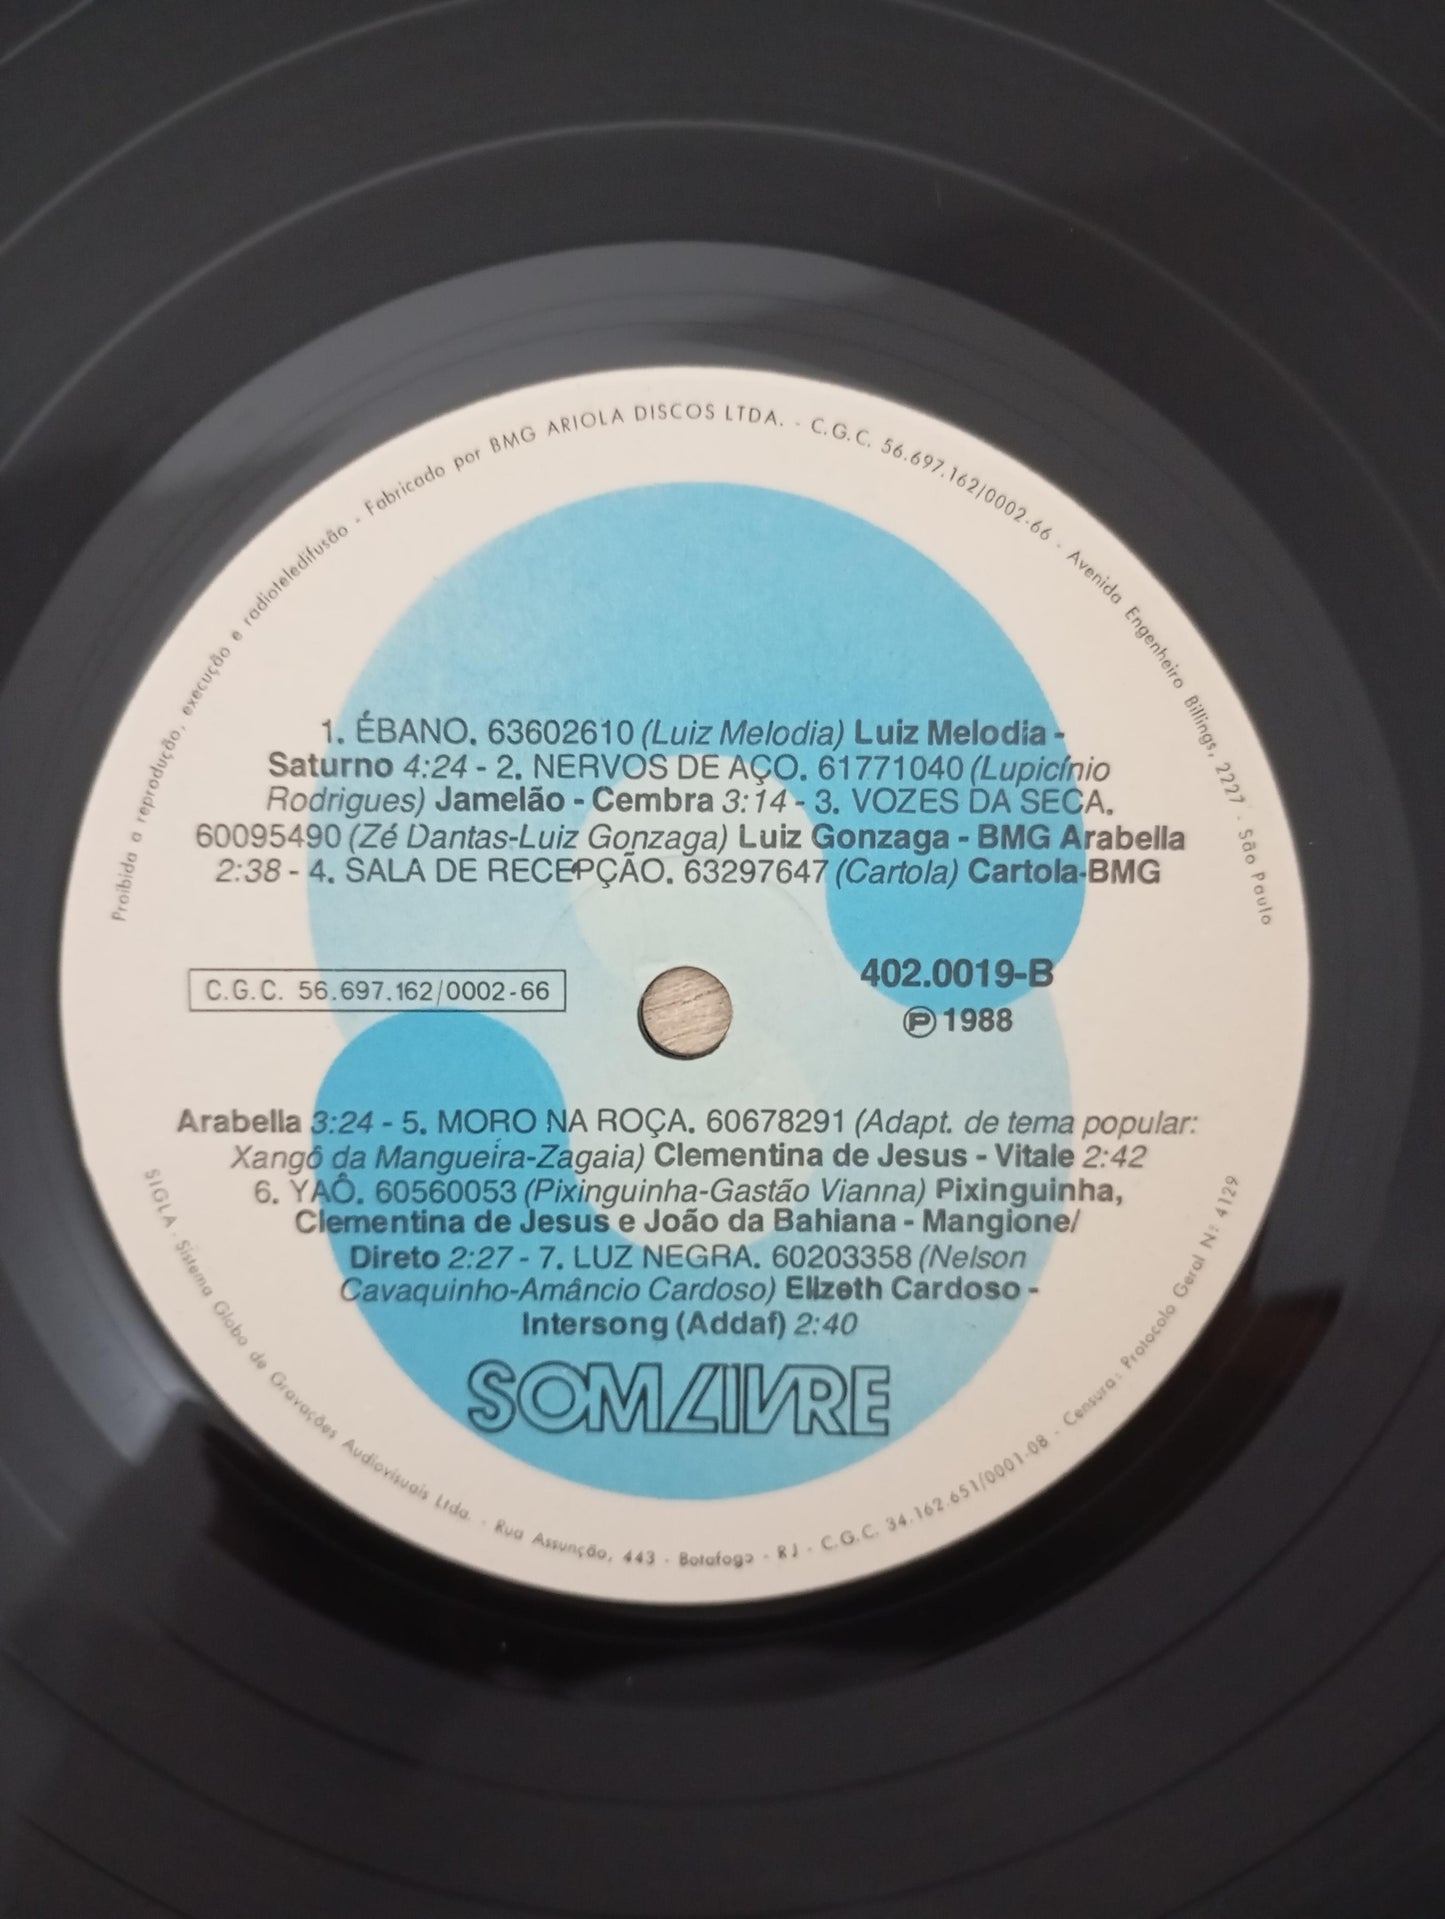 Proibida a reprodução, execução e radioteledifusão - Fabricado por BMG ARIOLA DISCOS LTDA. - C.G.C. 56.697.162/0002-66 - Avenida Engenheiro Billings, 2227 - São Paulo
1. ÉBANO. 63602610 (Luiz Melodia) Luiz Melodia -
Saturno 4:24 - 2. NERVOS DE AÇO. 61771040 (Lupicínio
Rodrigues) Jamelão - Cembra 3:14 - 3. VOZES DA SECA.
60095490 (Zé Dantas-Luiz Gonzaga) Luiz Gonzaga - BMG Arabella
2:38 - 4. SALA DE RECEPÇÃO. 63297647 (Cartola) Cartola-BMG
C.G.C. 56.697.162/0002-66
402.0019-B
℗ 1988
Arabella 3:24 - 5. MORO NA ROÇA. 60678291 (Adapt. de tema popular:
Xangô da Mangueira-Zagaia) Clementina de Jesus - Vitale 2:42
6. YAÔ. 60560053 (Pixinguinha-Gastão Vianna) Pixinguinha,
Clementina de Jesus e João da Bahiana - Mangione/
Direto 2:27 - 7. LUZ NEGRA. 60203358 (Nelson
Cavaquinho-Amâncio Cardoso) Elizeth Cardoso -
Intersong (Addaf) 2:40
SOM LIVRE
SIGLA - Sistema Globo de Gravações Audiovisuais Ltda. - Rua Assunção, 443 - Botafogo - RJ - C.G.C. 34.162.651/0001-08 - Censura: Protocolo Geral Nº 4129